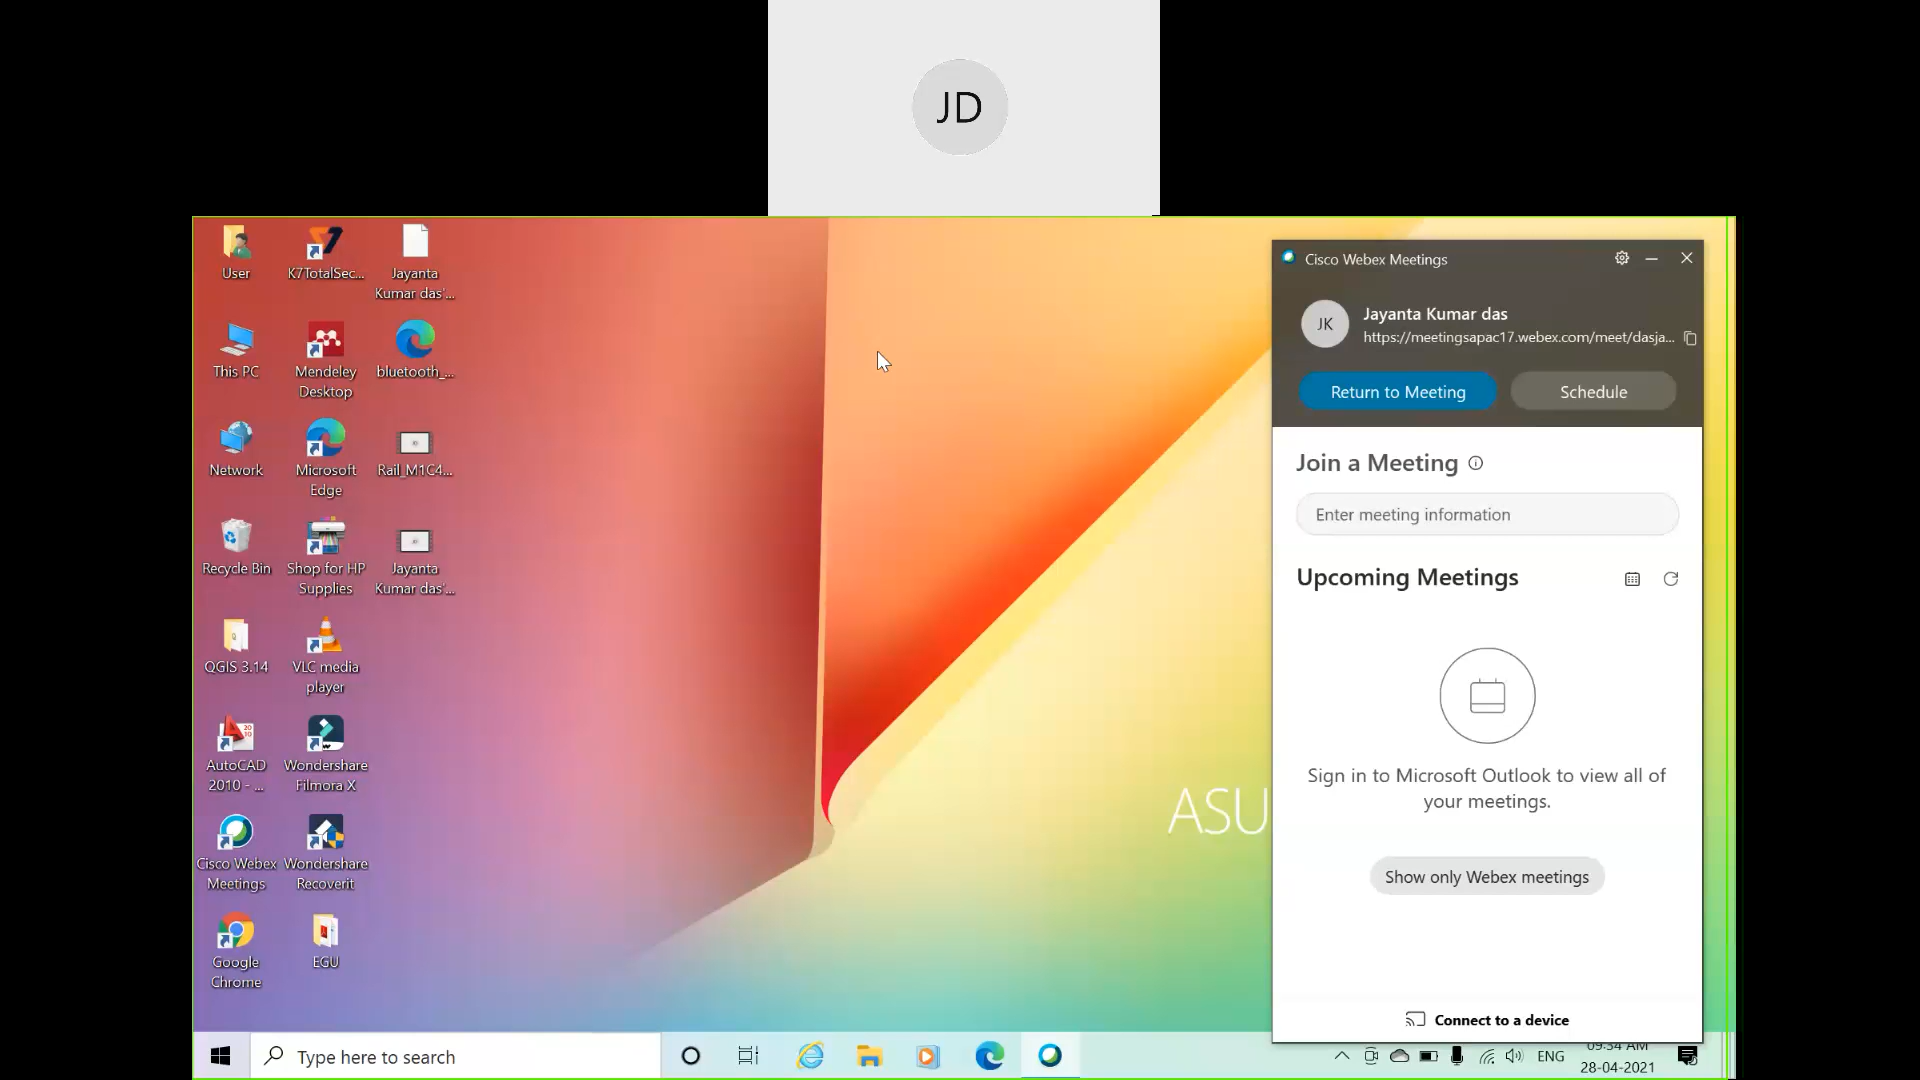 JD
User
K7TotalSec...
Jayanta
Kumar das'...
This PC
Mendeley
Desktop
bluetooth_...
Network
Microsoft
Edge
Rail_M1C4...
Recycle Bin
Shop for HP
Supplies
Jayanta
Kumar das'...
QGIS 3.14
VLC media
player
AutoCAD
2010 - ...
Wondershare
Filmora X
Cisco Webex
Meetings
Wondershare
Recoverit
Google
Chrome
EGU
ASU
Cisco Webex Meetings
JK
Jayanta Kumar das
https://meetingsapac17.webex.com/meet/dasja...
Return to Meeting
Schedule
Join a Meeting
Enter meeting information
Upcoming Meetings
Sign in to Microsoft Outlook to view all of
your meetings.
Show only Webex meetings
Connect to a device
Type here to search
ENG
09:34 AM
28-04-2021